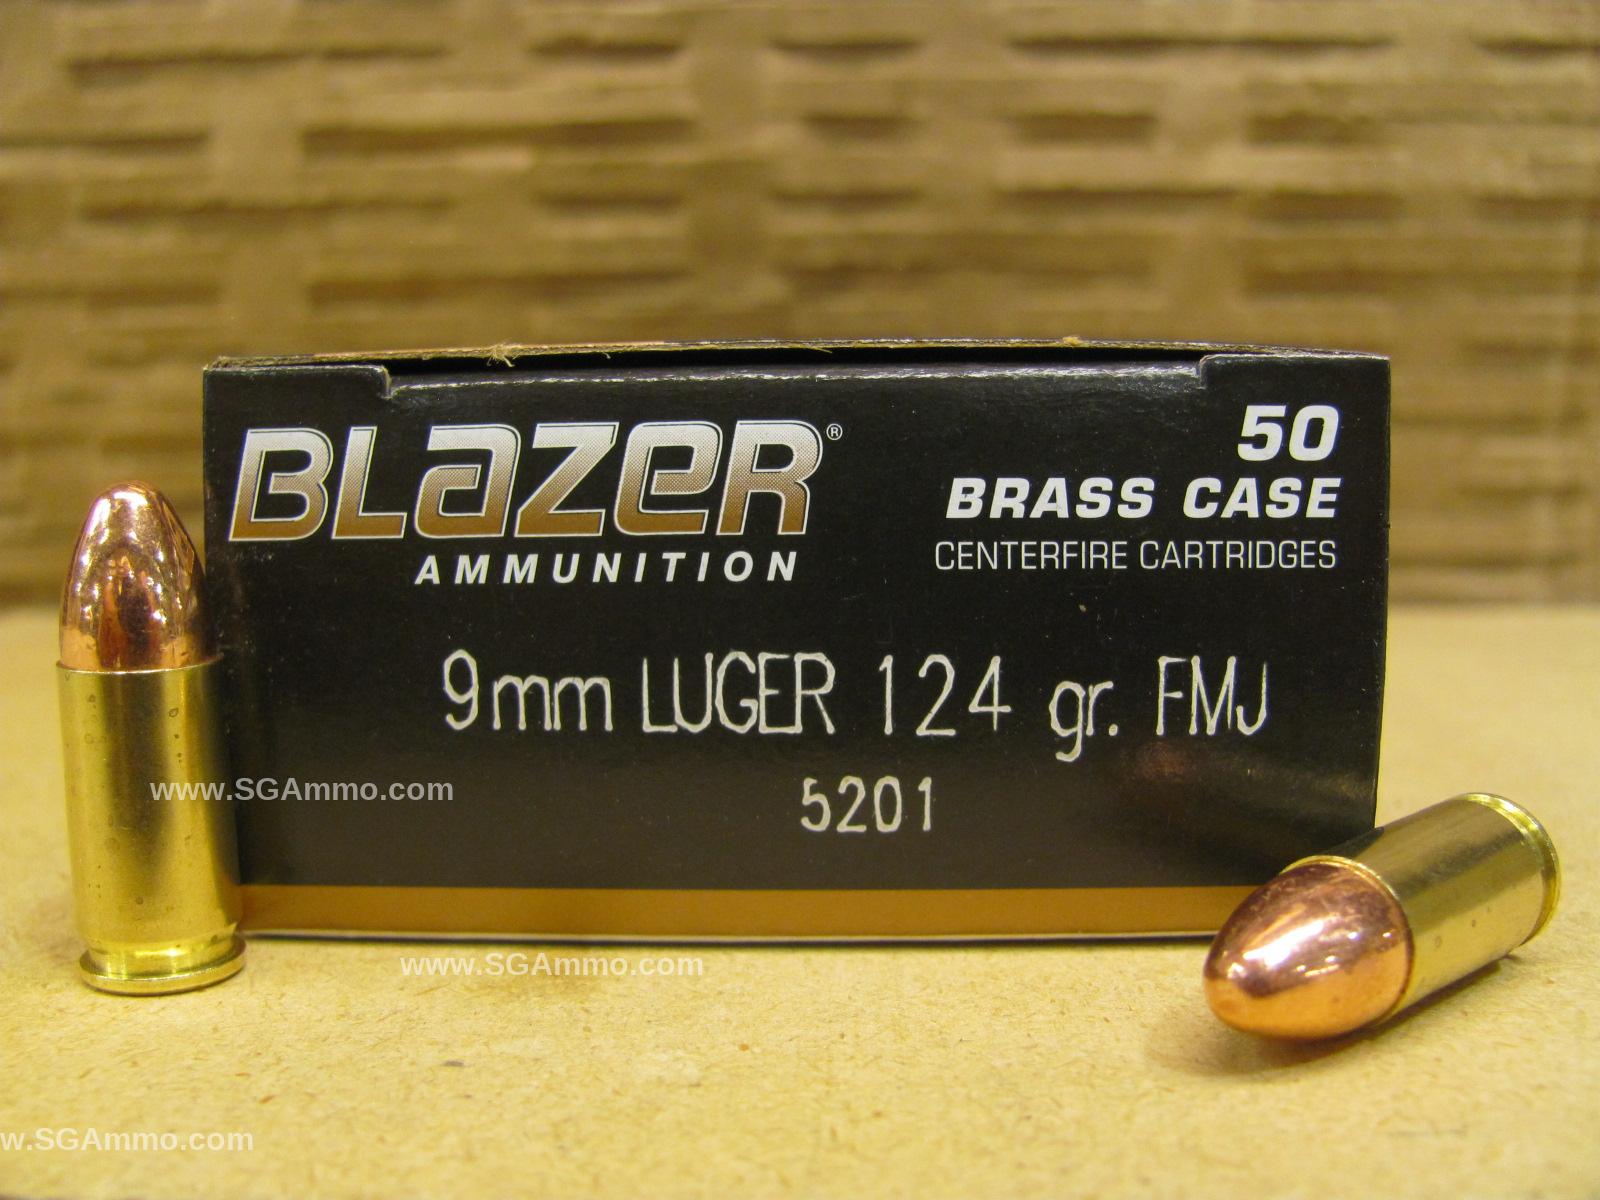 BLAZER®
AMMUNITION
50
BRASS CASE
CENTERFIRE CARTRIDGES
9mm LUGER 124 gr. FMJ
5201
www.SGAmmo.com
www.SGAmmo.com
w.SGAmmo.com